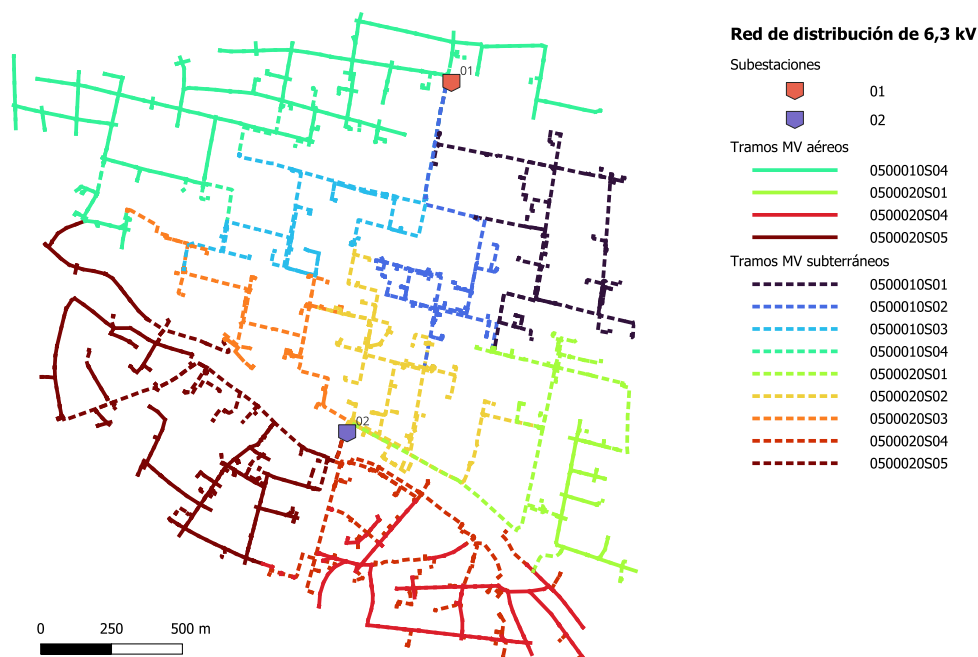 01
02
0 250 500 m
Red de distribución de 6,3 kV
Subestaciones
01
02
Tramos MV aéreos
0500010S04
0500020S01
0500020S04
0500020S05
Tramos MV subterráneos
0500010S01
0500010S02
0500010S03
0500010S04
0500020S01
0500020S02
0500020S03
0500020S04
0500020S05